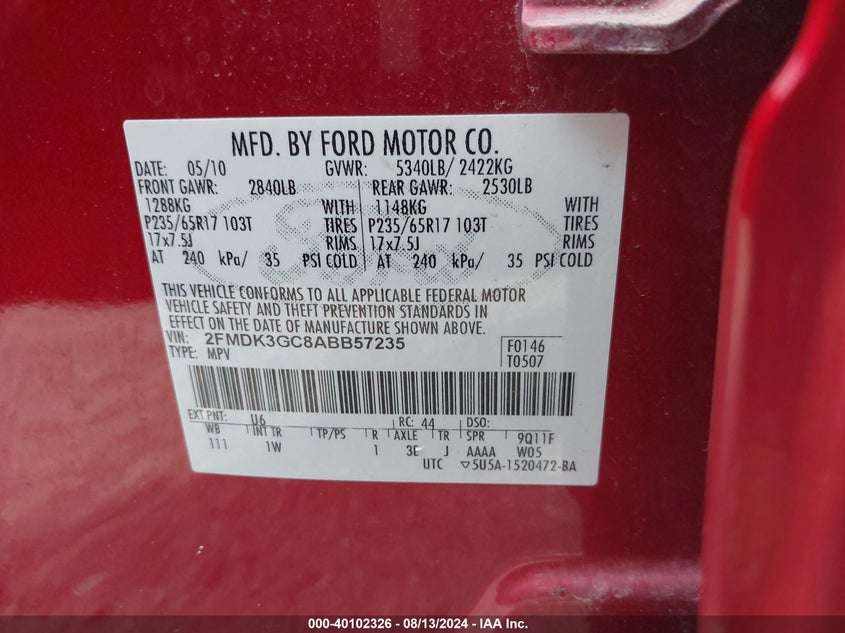 MFD. BY FORD MOTOR CO.
DATE: 05/10 GVWR: 5340LB/ 2422KG
FRONT GAWR: 2840LB REAR GAWR: 2530LB
1288KG WITH 1148KG WITH
P235/65R17 103T TIRES P235/65R17 103T TIRES
17x7.5J RIMS 17x7.5J RIMS
AT 240 kPa/ 35 PSI COLD AT 240 kPa/ 35 PSI COLD
THIS VEHICLE CONFORMS TO ALL APPLICABLE FEDERAL MOTOR
VEHICLE SAFETY AND THEFT PREVENTION STANDARDS IN
EFFECT ON THE DATE OF MANUFACTURE SHOWN ABOVE.
VIN: 2FMDK3GC8ABB57235 F0146
TYPE: MPV T0507
EXT PNT: U6 RC: 44 DSO:
WB INT TR TP/PS R AXLE TR SPR 9Q11F
111 1W 1 3E J AAAA W05
UTC ▽5U5A-1520472-BA
000-40102326 - 08/13/2024 - IAA Holdings, LLC.